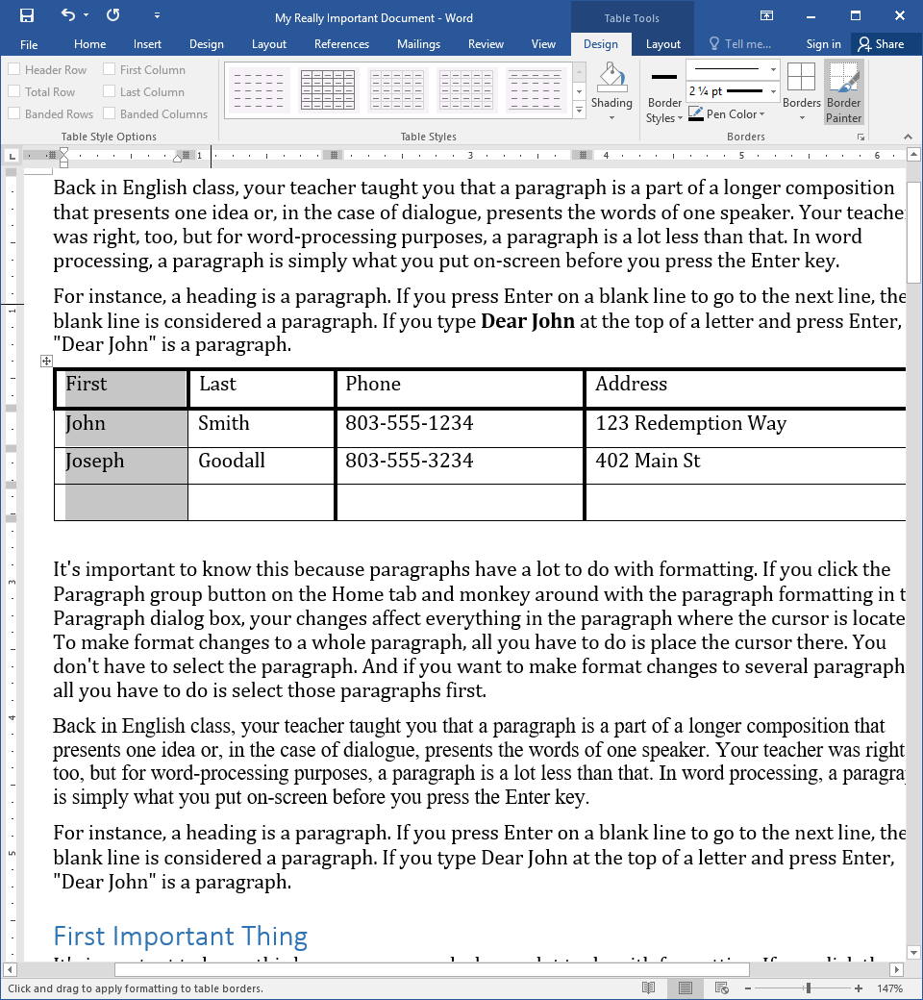 My Really Important Document - Word
Table Tools
File Home Insert Design Layout References Mailings Review View Design Layout Tell me... Sign in Share
Header Row First Column
Total Row Last Column
Banded Rows Banded Columns
Table Style Options
Table Styles
Shading
Border Styles
2 ¼ pt
Pen Color
Borders
Border Painter
Borders
1 3 4 5 6
Back in English class, your teacher taught you that a paragraph is a part of a longer composition
that presents one idea or, in the case of dialogue, presents the words of one speaker. Your teache
was right, too, but for word-processing purposes, a paragraph is a lot less than that. In word
processing, a paragraph is simply what you put on-screen before you press the Enter key.
For instance, a heading is a paragraph. If you press Enter on a blank line to go to the next line, the
blank line is considered a paragraph. If you type Dear John at the top of a letter and press Enter,
"Dear John" is a paragraph.
First Last Phone Address
John Smith 803-555-1234 123 Redemption Way
Joseph Goodall 803-555-3234 402 Main St
It's important to know this because paragraphs have a lot to do with formatting. If you click the
Paragraph group button on the Home tab and monkey around with the paragraph formatting in t
Paragraph dialog box, your changes affect everything in the paragraph where the cursor is locate
To make format changes to a whole paragraph, all you have to do is place the cursor there. You
don't have to select the paragraph. And if you want to make format changes to several paragraph
all you have to do is select those paragraphs first.
Back in English class, your teacher taught you that a paragraph is a part of a longer composition that
presents one idea or, in the case of dialogue, presents the words of one speaker. Your teacher was right
too, but for word-processing purposes, a paragraph is a lot less than that. In word processing, a paragra
is simply what you put on-screen before you press the Enter key.
For instance, a heading is a paragraph. If you press Enter on a blank line to go to the next line, the
blank line is considered a paragraph. If you type Dear John at the top of a letter and press Enter,
"Dear John" is a paragraph.
First Important Thing
Click and drag to apply formatting to table borders.
147%